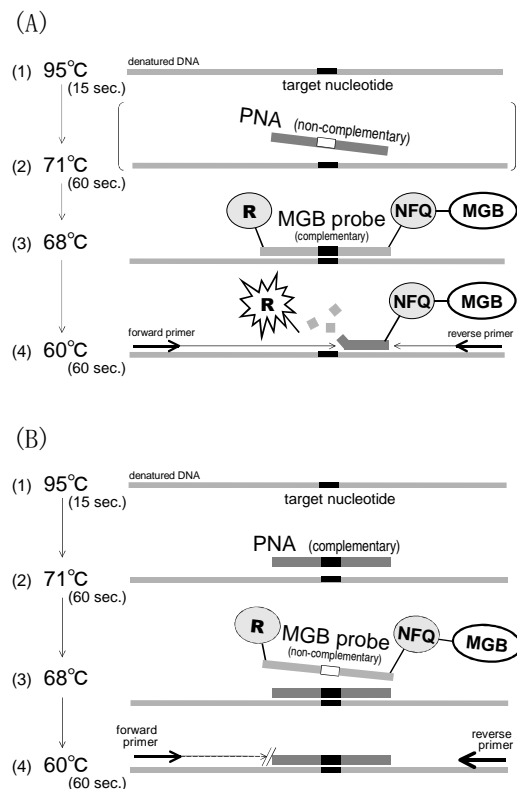 (A)
denatured DNA
(1) 95°C
(15 sec.)
target nucleotide
PNA (non-complementary)
(2) 71°C
(60 sec.)
R
NFQ
MGB
MGB probe
(complementary)
(3) 68°C
R
NFQ
MGB
forward primer
reverse primer
(4) 60°C
(60 sec.)
(B)
denatured DNA
(1) 95°C
(15 sec.)
target nucleotide
PNA (complementary)
(2) 71°C
(60 sec.)
R
NFQ
MGB
MGB probe
(non-complementary)
(3) 68°C
forward
primer
reverse
primer
(4) 60°C
(60 sec.)